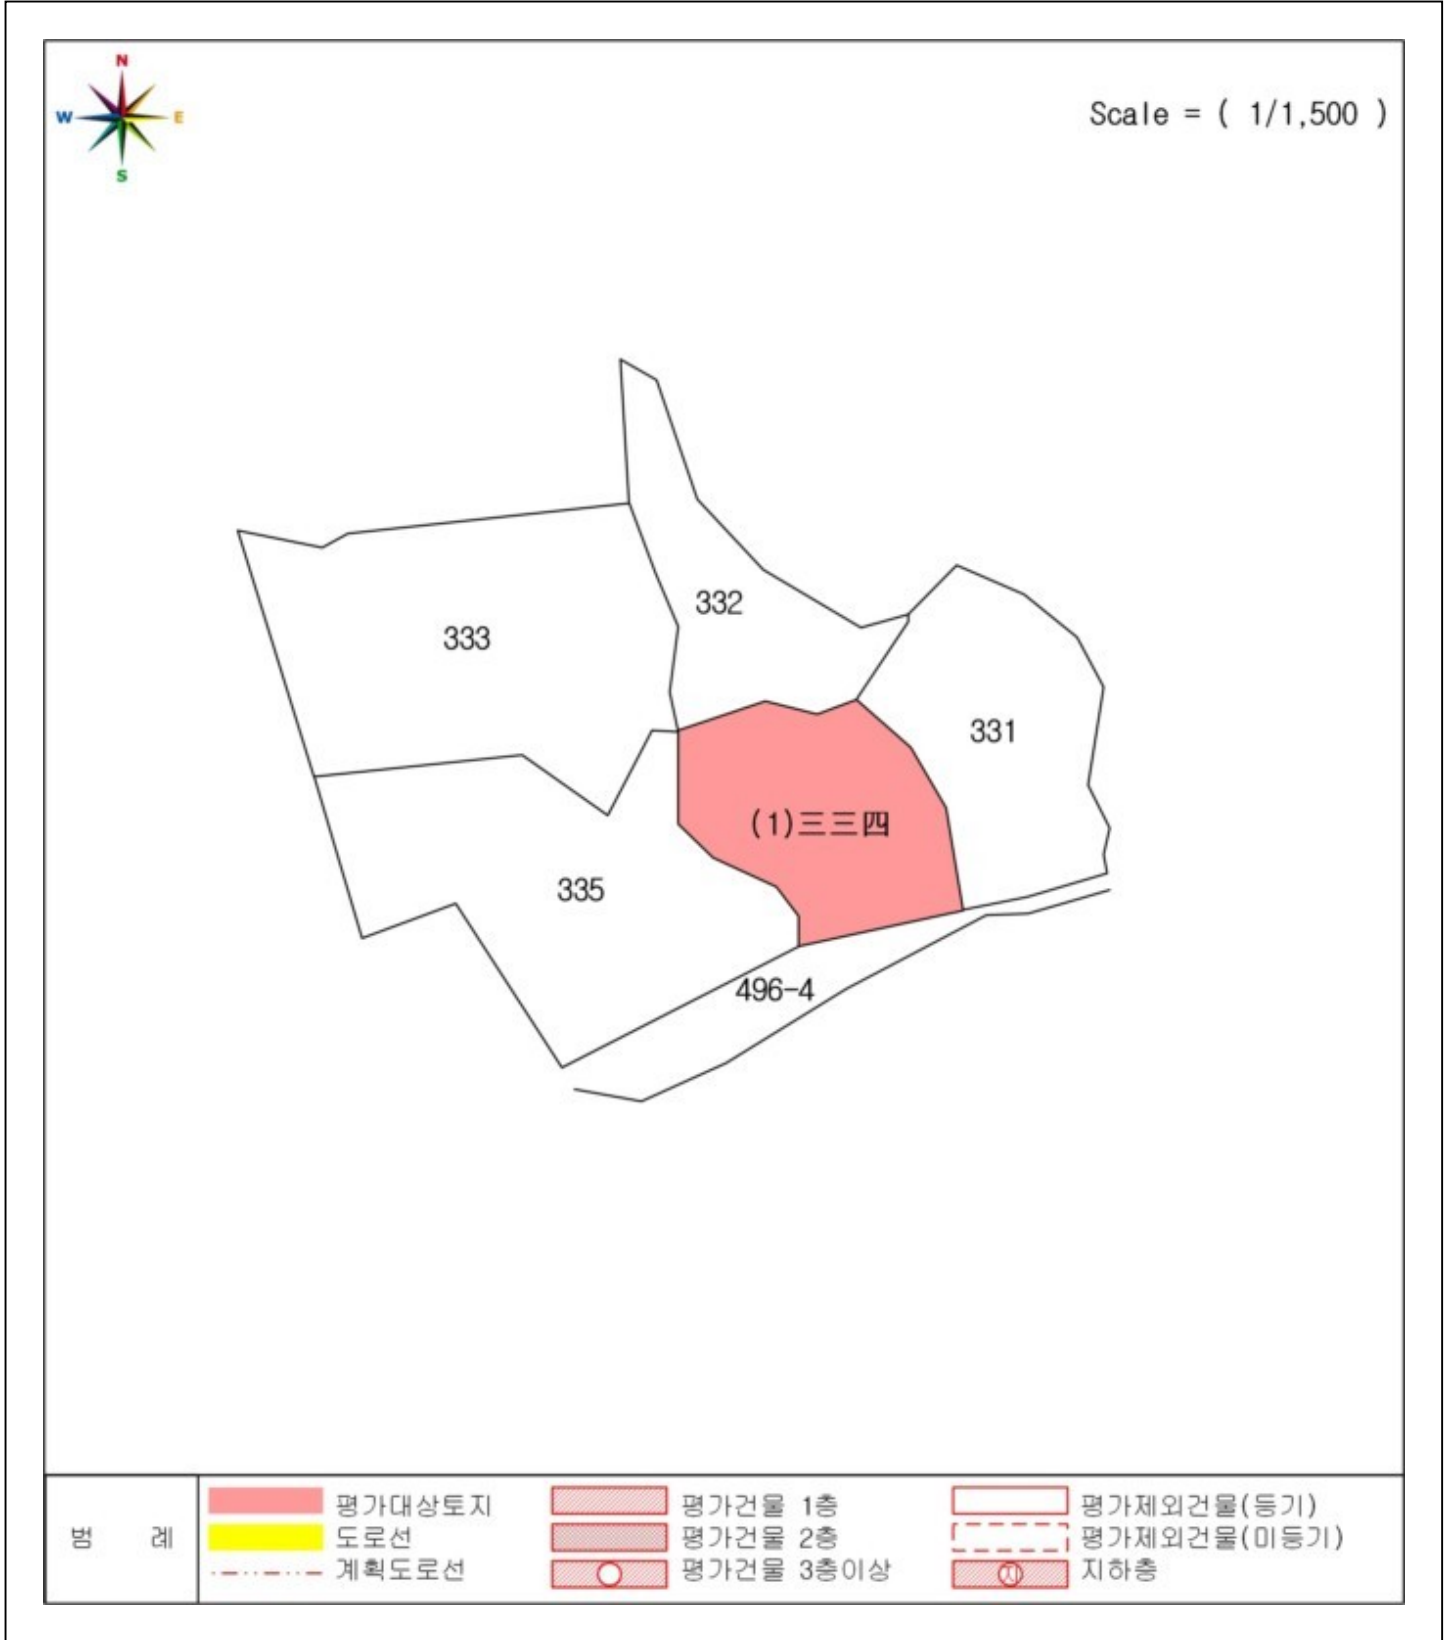 N
W E
S
Scale = ( 1/1,500 )
332
333
331
(1)三三四
335
496-4
범 례
평가대상토지
도로선
계획도로선
평가건물 1층
평가건물 2층
평가건물 3층이상
평가제외건물(등기)
평가제외건물(미등기)
지 지하층